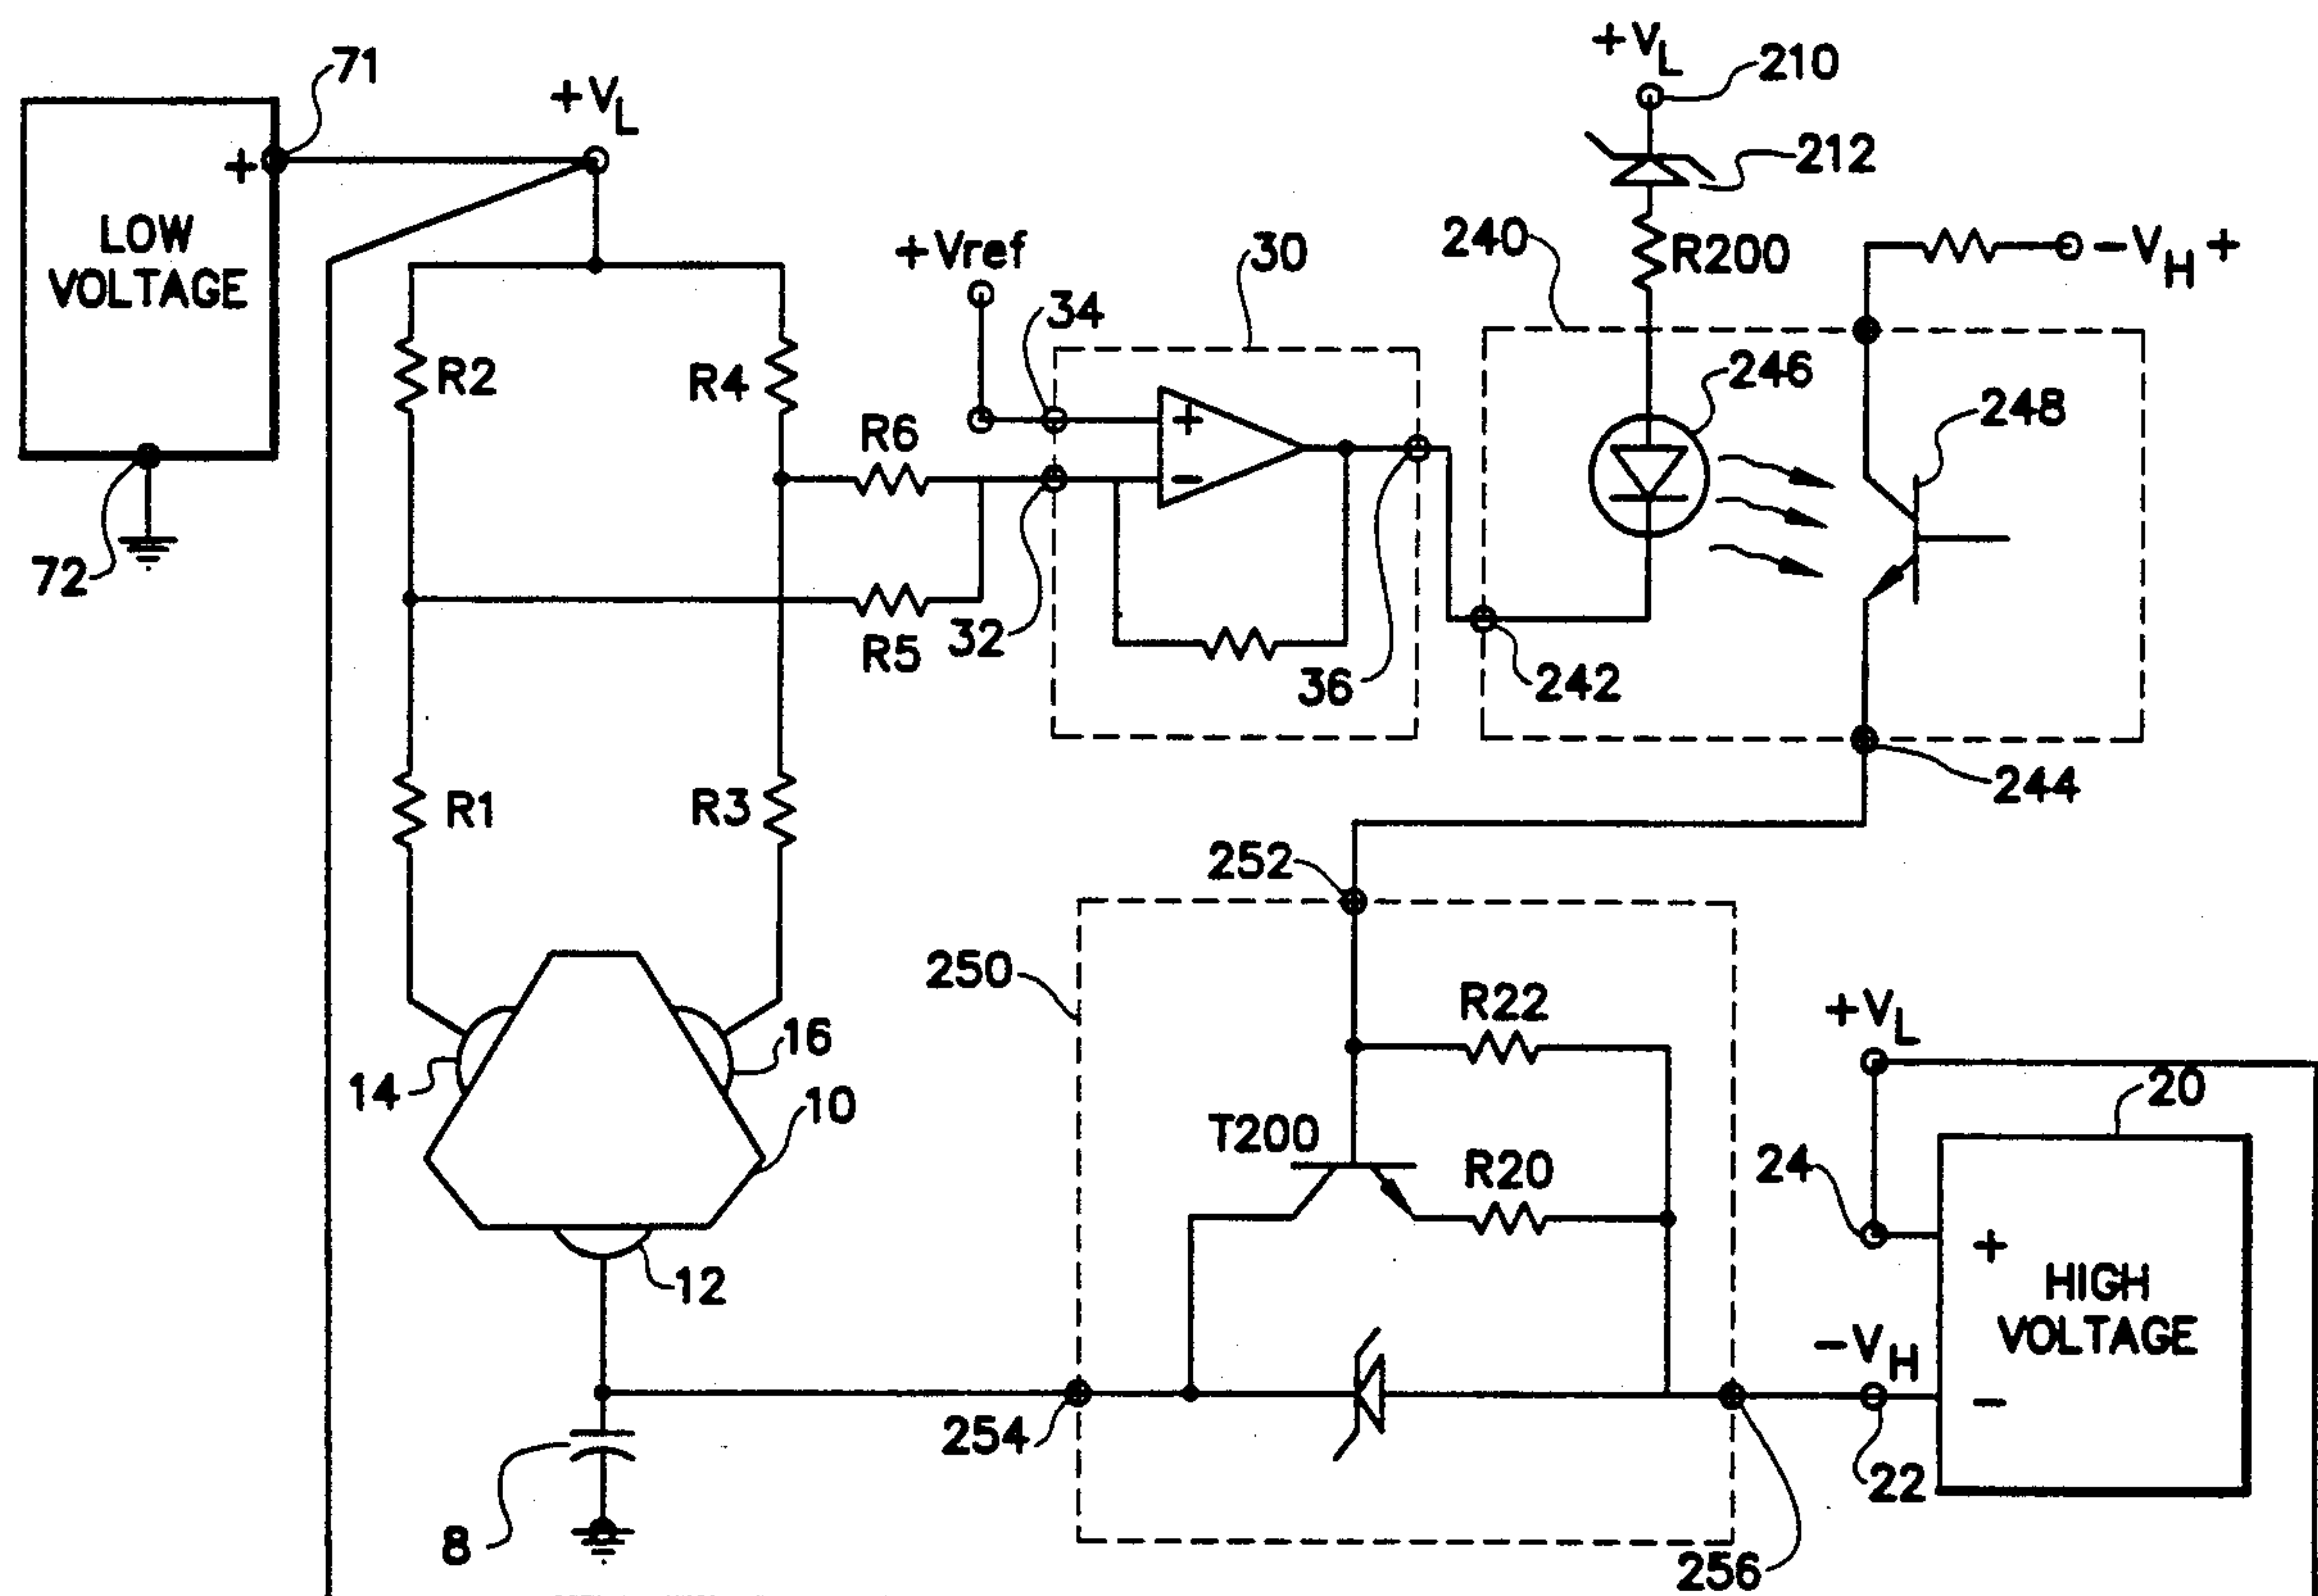 71
+VL
+
LOW
VOLTAGE
72
R2
R4
R1
R3
R6
R5
+Vref
34
32
30
+
-
36
+VL
210
212
R200
240
-VH +
246
248
242
244
14
16
10
12
8
252
250
R22
T200
R20
254
256
+VL
20
24
+
HIGH
VOLTAGE
-
-VH
22